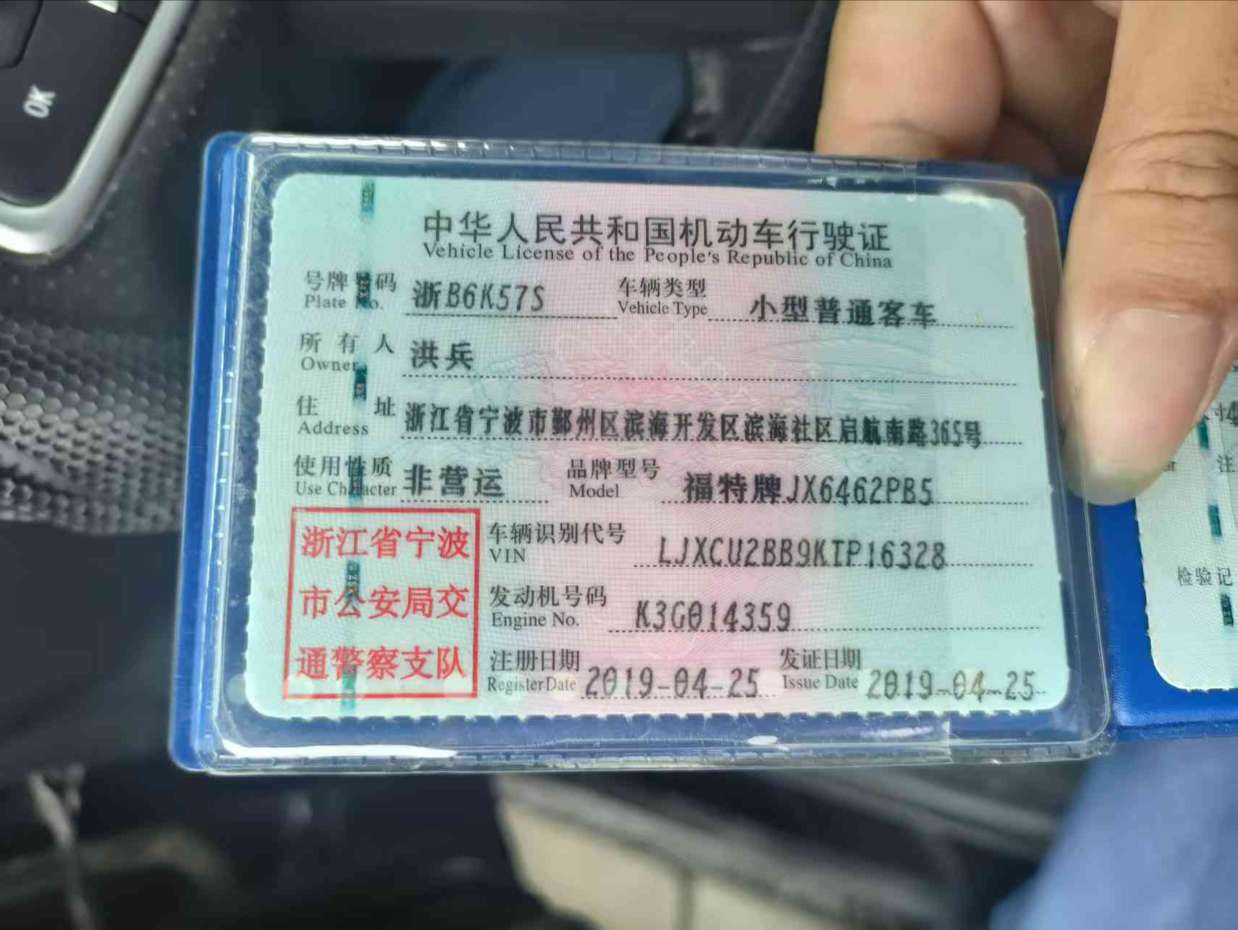 OK
中华人民共和国机动车行驶证
Vehicle License of the People's Republic of China
号牌号码 浙B6K57S 车辆类型 小型普通客车
Plate No. Vehicle Type
所有人 洪兵
Owner
住址 浙江省宁波市鄞州区滨海开发区滨海社区启航南路365号
Address
使用性质 非营运 品牌型号 福特牌JX6462PB5
Use Character Model
浙江省宁波
市公安局交
通警察支队
车辆识别代号 LJXCU2BB9KTP16328
VIN
发动机号码 K3G014359
Engine No.
注册日期 2019-04-25 发证日期 2019-04-25
Register Date Issue Date
注
检验记